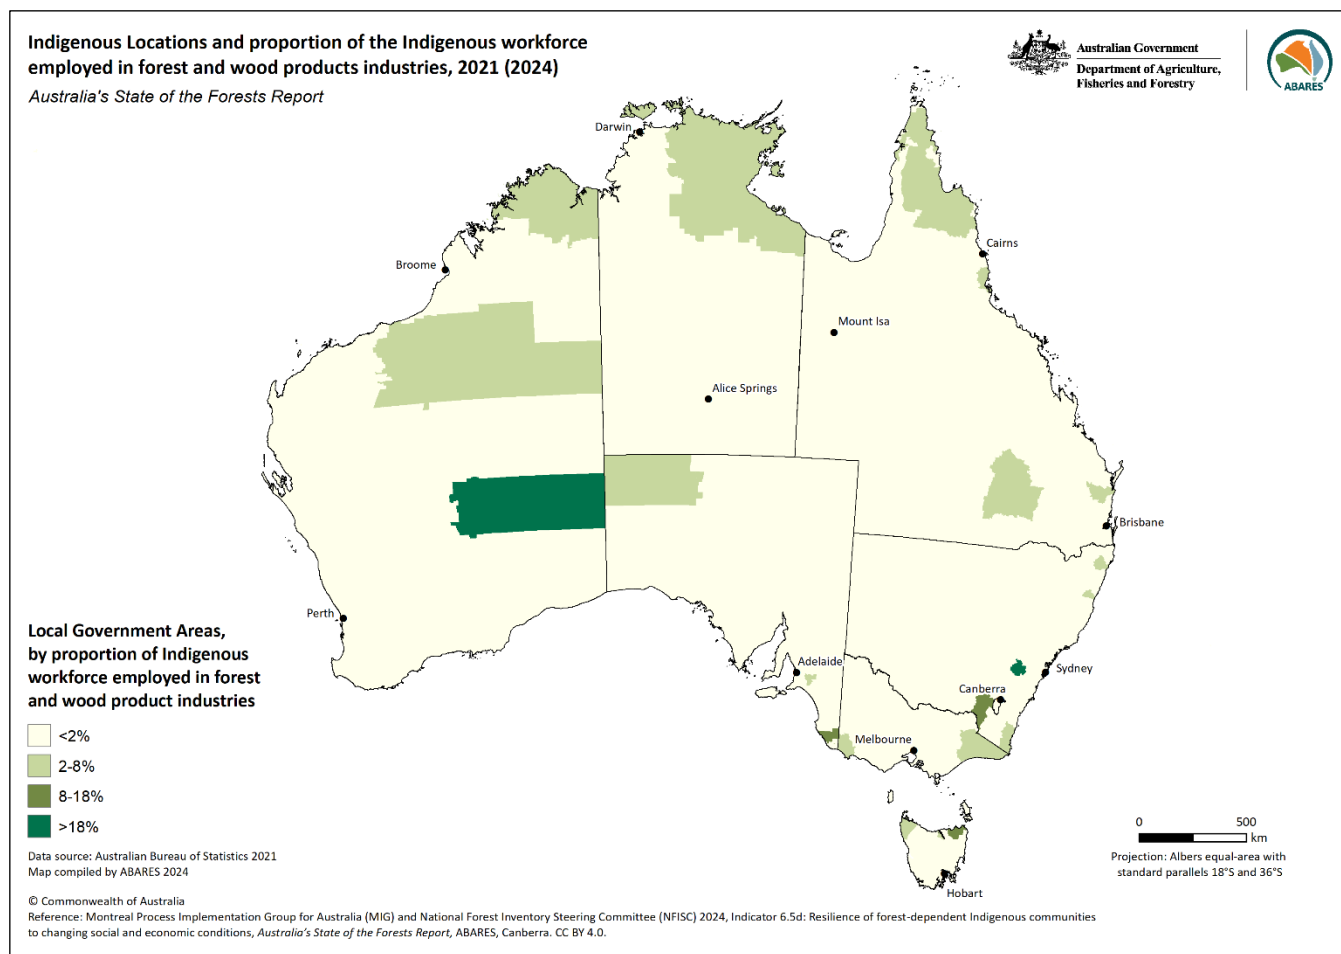 Indigenous Locations and proportion of the Indigenous workforce
employed in forest and wood products industries, 2021 (2024)
Australia's State of the Forests Report
Australian Government
Department of Agriculture,
Fisheries and Forestry
ABARES
Darwin
Cairns
Broome
Mount Isa
Alice Springs
Brisbane
Perth
Adelaide
Sydney
Canberra
Melbourne
Hobart
Local Government Areas,
by proportion of Indigenous
workforce employed in forest
and wood product industries
<2%
2-8%
8-18%
>18%
0 500
km
Projection: Albers equal-area with
standard parallels 18°S and 36°S
Data source: Australian Bureau of Statistics 2021
Map compiled by ABARES 2024
© Commonwealth of Australia
Reference: Montreal Process Implementation Group for Australia (MIG) and National Forest Inventory Steering Committee (NFISC) 2024, Indicator 6.5d: Resilience of forest-dependent Indigenous communities
to changing social and economic conditions, Australia's State of the Forests Report, ABARES, Canberra. CC BY 4.0.